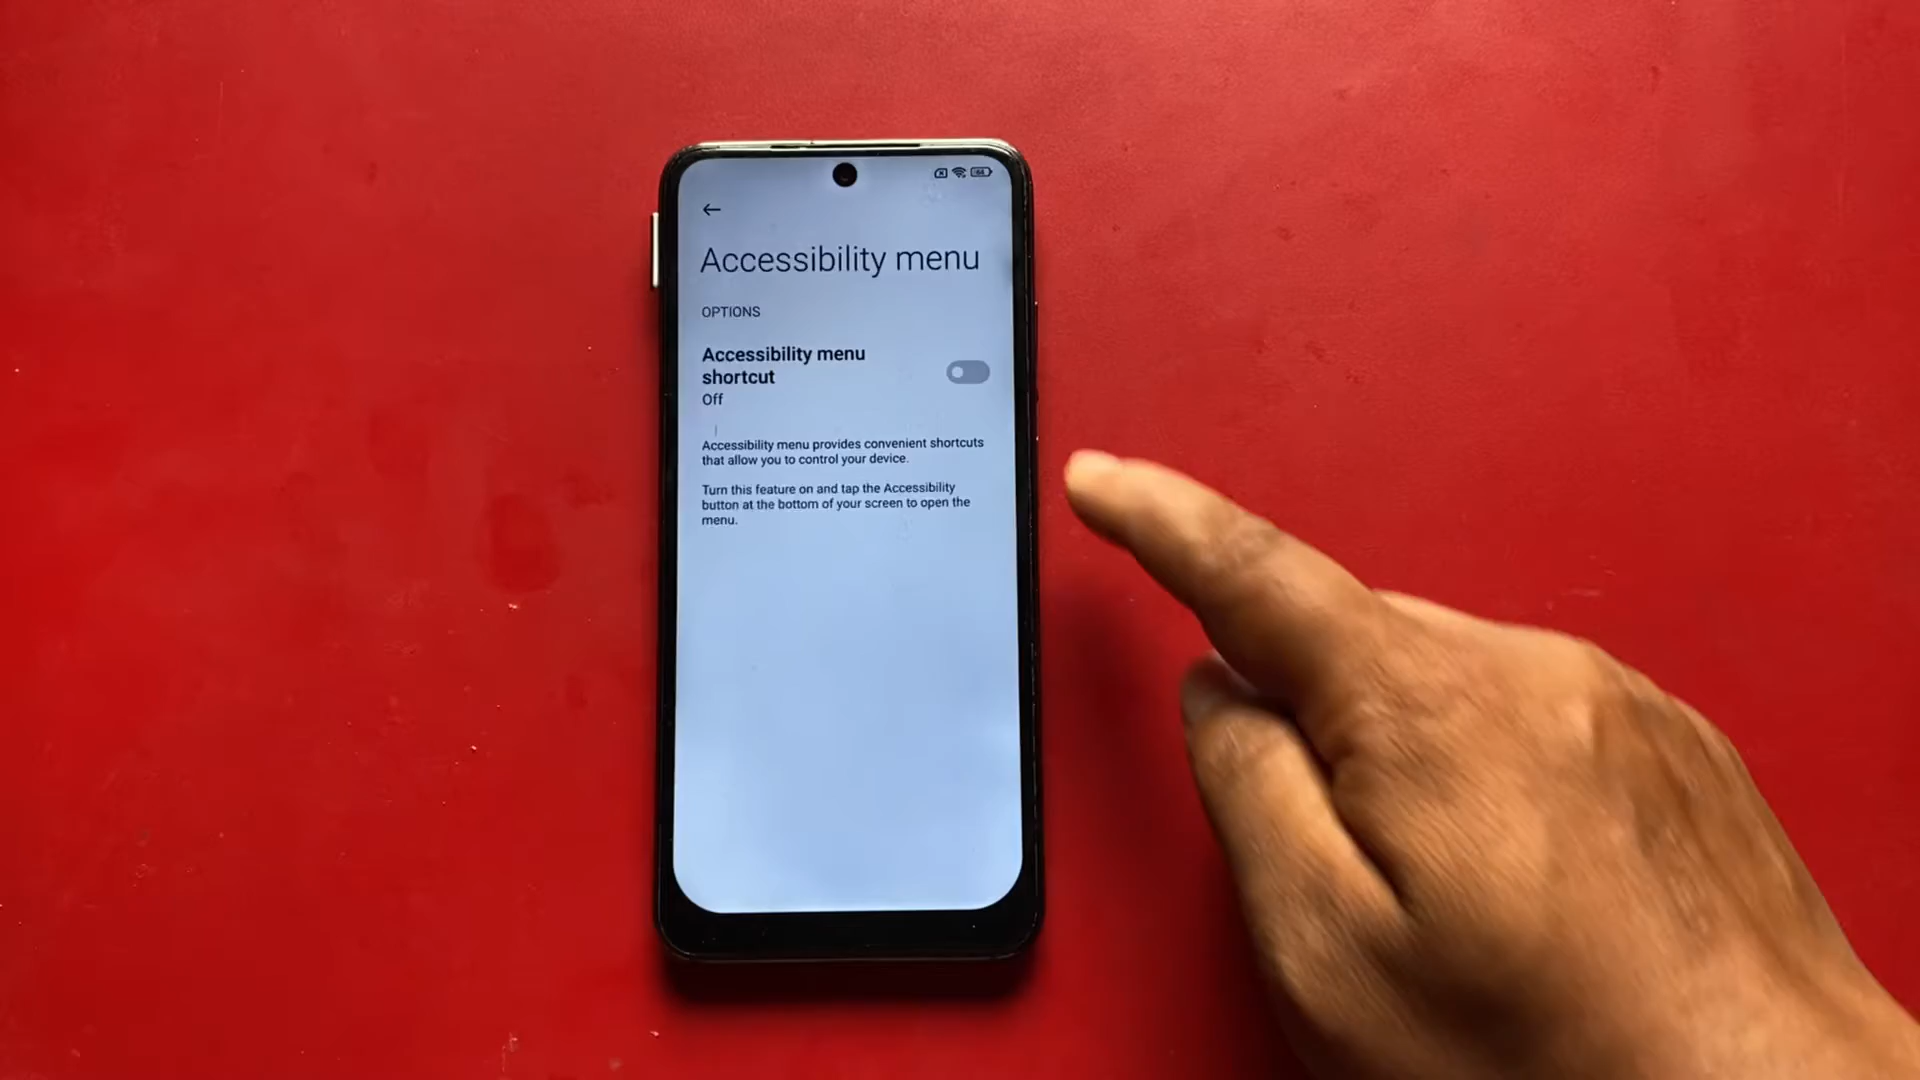 Accessibility menu
OPTIONS
Accessibility menu
shortcut
Off
Accessibility menu provides convenient shortcuts
that allow you to control your device.
Turn this feature on and tap the Accessibility
button at the bottom of your screen to open the
menu.